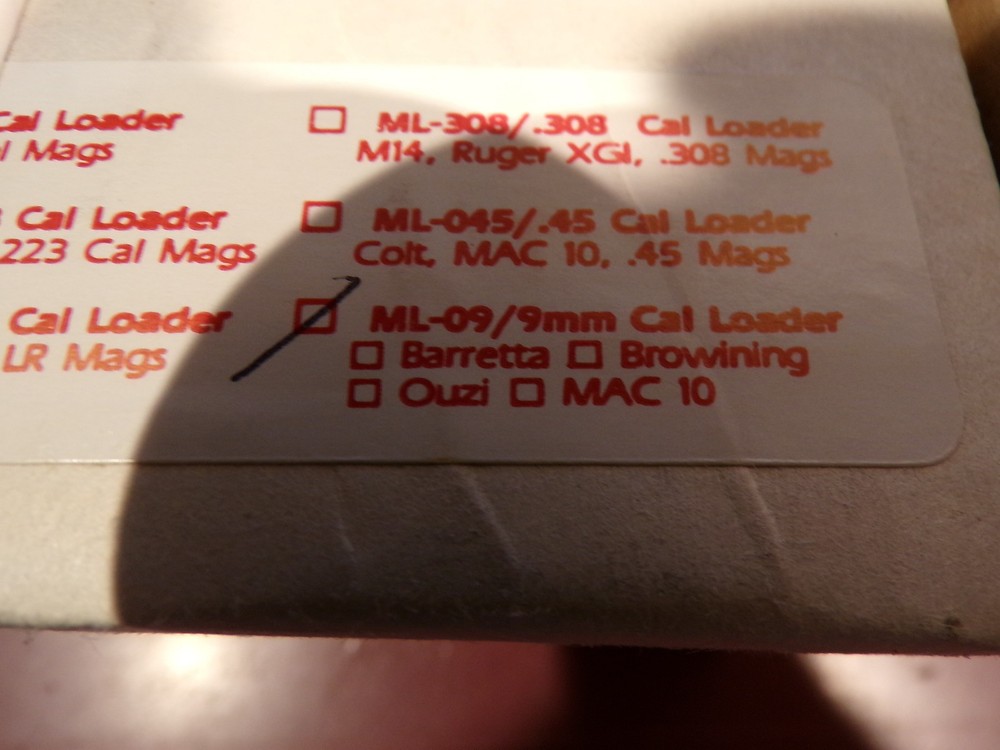 Cal Loader
Mags
Cal Loader
223 Cal Mags
Cal Loader
LR Mags
ML-308/.308 Cal Loader
M14, Ruger XGI, .308 Mags
ML-045/.45 Cal Loader
Colt, MAC 10, .45 Mags
ML-09/9mm Cal Loader
Barretta Browining
Ouzi MAC 10